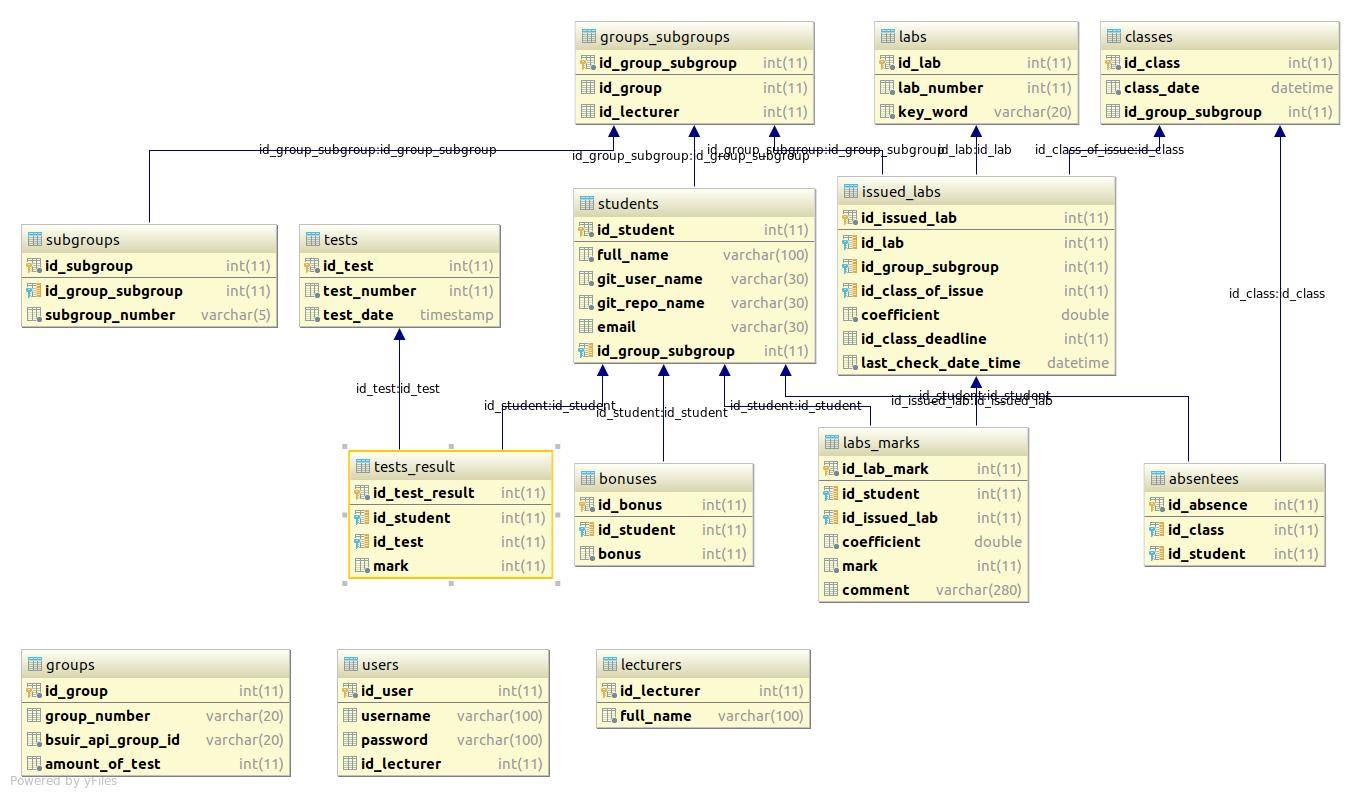 groups_subgroups
id_group_subgroup int(11)
id_group int(11)
id_lecturer int(11)
labs
id_lab int(11)
lab_number int(11)
key_word varchar(20)
classes
id_class int(11)
class_date datetime
id_group_subgroup int(11)
id_group_subgroup:id_group_subgroup
id_group_subgroup:id_group_subgroup
id_group_subgroup:id_group_subgroup
id_lab:id_lab
id_class_of_issue:id_class
subgroups
id_subgroup int(11)
id_group_subgroup int(11)
subgroup_number varchar(5)
tests
id_test int(11)
test_number int(11)
test_date timestamp
students
id_student int(11)
full_name varchar(100)
git_user_name varchar(30)
git_repo_name varchar(30)
email varchar(30)
id_group_subgroup int(11)
issued_labs
id_issued_lab int(11)
id_lab int(11)
id_group_subgroup int(11)
id_class_of_issue int(11)
coefficient double
id_class_deadline int(11)
last_check_date_time datetime
id_class:id_class
id_test:id_test
id_student:id_student
id_student:id_student
id_student:id_student
id_student:id_student
id_issued_lab:id_issued_lab
tests_result
id_test_result int(11)
id_student int(11)
id_test int(11)
mark int(11)
bonuses
id_bonus int(11)
id_student int(11)
bonus int(11)
labs_marks
id_lab_mark int(11)
id_student int(11)
id_issued_lab int(11)
coefficient double
mark int(11)
comment varchar(280)
absentees
id_absence int(11)
id_class int(11)
id_student int(11)
groups
id_group int(11)
group_number varchar(20)
bsuir_api_group_id varchar(20)
amount_of_test int(11)
users
id_user int(11)
username varchar(100)
password varchar(100)
id_lecturer int(11)
lecturers
id_lecturer int(11)
full_name varchar(100)
Powered by yFiles